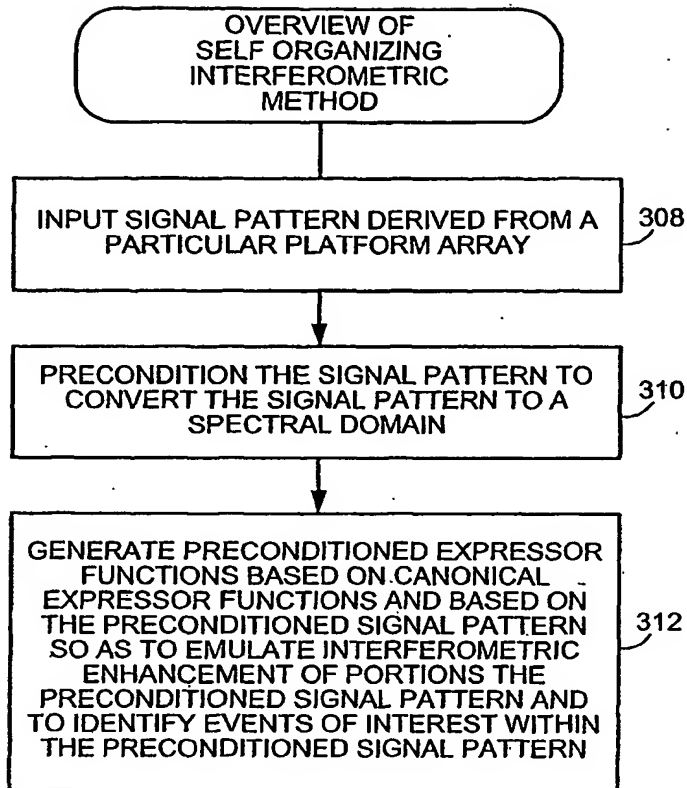 OVERVIEW OF
SELF ORGANIZING
INTERFEROMETRIC
METHOD
INPUT SIGNAL PATTERN DERIVED FROM A
PARTICULAR PLATFORM ARRAY
308
PRECONDITION THE SIGNAL PATTERN TO
CONVERT THE SIGNAL PATTERN TO A
SPECTRAL DOMAIN
310
GENERATE PRECONDITIONED EXPRESSOR
FUNCTIONS BASED ON CANONICAL
EXPRESSOR FUNCTIONS AND BASED ON
THE PRECONDITIONED SIGNAL PATTERN
SO AS TO EMULATE INTERFEROMETRIC
ENHANCEMENT OF PORTIONS THE
PRECONDITIONED SIGNAL PATTERN AND
TO IDENTIFY EVENTS OF INTEREST WITHIN
THE PRECONDITIONED SIGNAL PATTERN
312